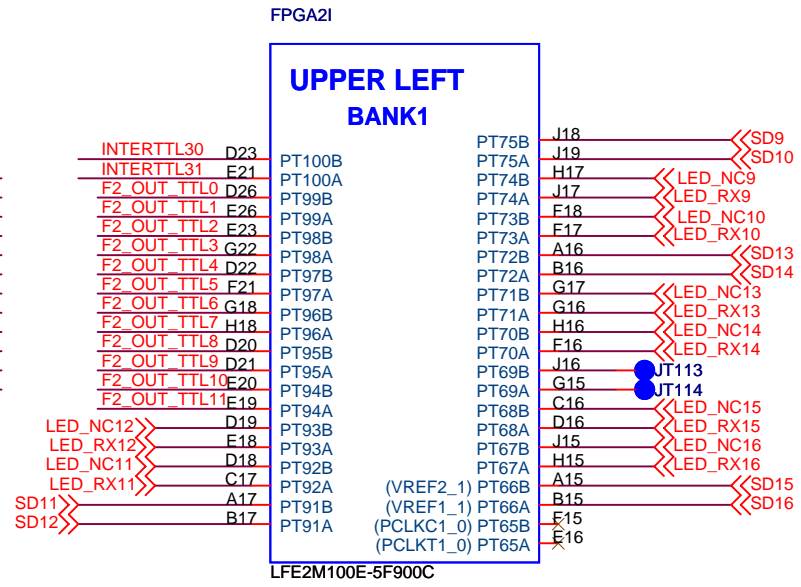 FPGA2I
UPPER LEFT
BANK1
INTERTTL30 D23 PT100B
INTERTTL31 E21 PT100A
F2_OUT_TTL0 D26 PT99B
F2_OUT_TTL1 E26 PT99A
F2_OUT_TTL2 E23 PT98B
F2_OUT_TTL3 G22 PT98A
F2_OUT_TTL4 D22 PT97B
F2_OUT_TTL5 F21 PT97A
F2_OUT_TTL6 G18 PT96B
F2_OUT_TTL7 H18 PT96A
F2_OUT_TTL8 D20 PT95B
F2_OUT_TTL9 D21 PT95A
F2_OUT_TTL10 E20 PT94B
F2_OUT_TTL11 E19 PT94A
LED_NC12 D19 PT93B
LED_RX12 E18 PT93A
LED_NC11 D18 PT92B
LED_RX11 C17 PT92A
SD11 A17 PT91B
SD12 B17 PT91A
PT75B J18 SD9
PT75A J19 SD10
PT74B H17 LED_NC9
PT74A J17 LED_RX9
PT73B F18 LED_NC10
PT73A F17 LED_RX10
PT72B A16 SD13
PT72A B16 SD14
PT71B G17 LED_NC13
PT71A G16 LED_RX13
PT70B H16 LED_NC14
PT70A F16 LED_RX14
PT69B J16 JT113
PT69A G15 JT114
PT68B C16 LED_NC15
PT68A D16 LED_RX15
PT67B J15 LED_NC16
PT67A H15 LED_RX16
(VREF2_1) PT66B A15 SD15
(VREF1_1) PT66A B15 SD16
(PCLKC1_0) PT65B F15
(PCLKT1_0) PT65A E16
LFE2M100E-5F900C